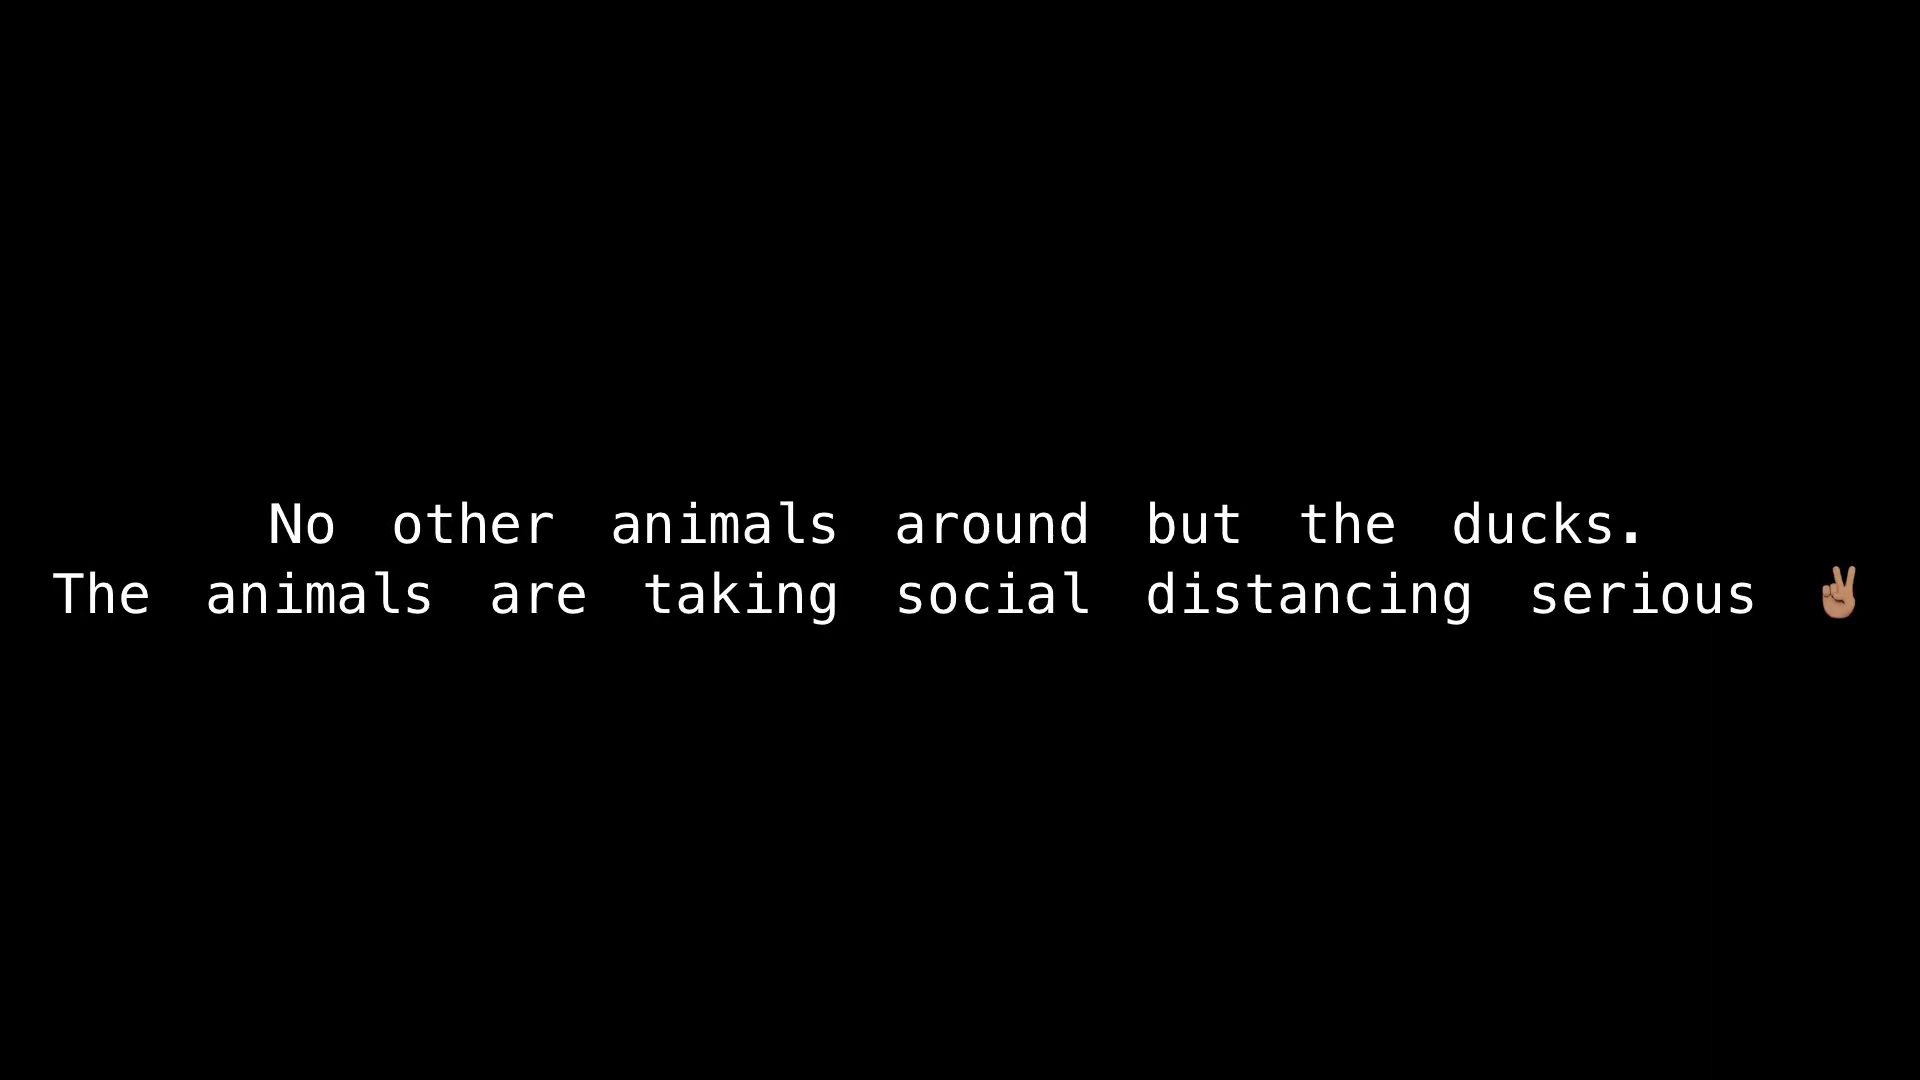 No other animals around but the ducks.
The animals are taking social distancing serious ✌🏽